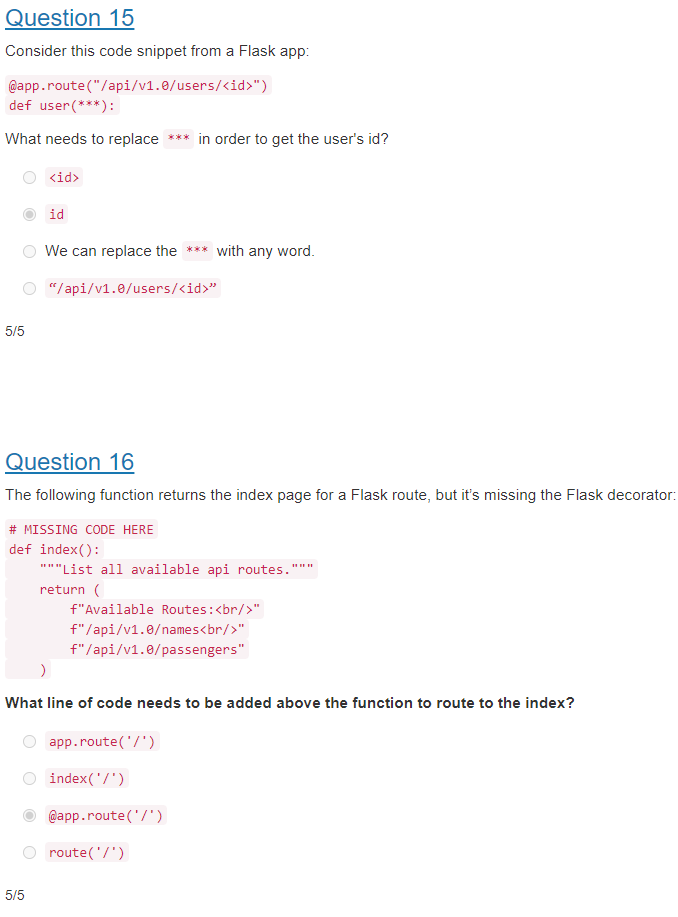 Question 15
Consider this code snippet from a Flask app:
@app.route("/api/v1.0/users/<id>")
def user(***):
What needs to replace *** in order to get the user's id?
<id>
id
We can replace the *** with any word.
“/api/v1.0/users/<id>”
5/5
Question 16
The following function returns the index page for a Flask route, but it’s missing the Flask decorator:
# MISSING CODE HERE
def index():
    """List all available api routes."""
    return (
        f"Available Routes:<br/>"
        f"/api/v1.0/names<br/>"
        f"/api/v1.0/passengers"
    )
What line of code needs to be added above the function to route to the index?
app.route('/')
index('/')
@app.route('/')
route('/')
5/5